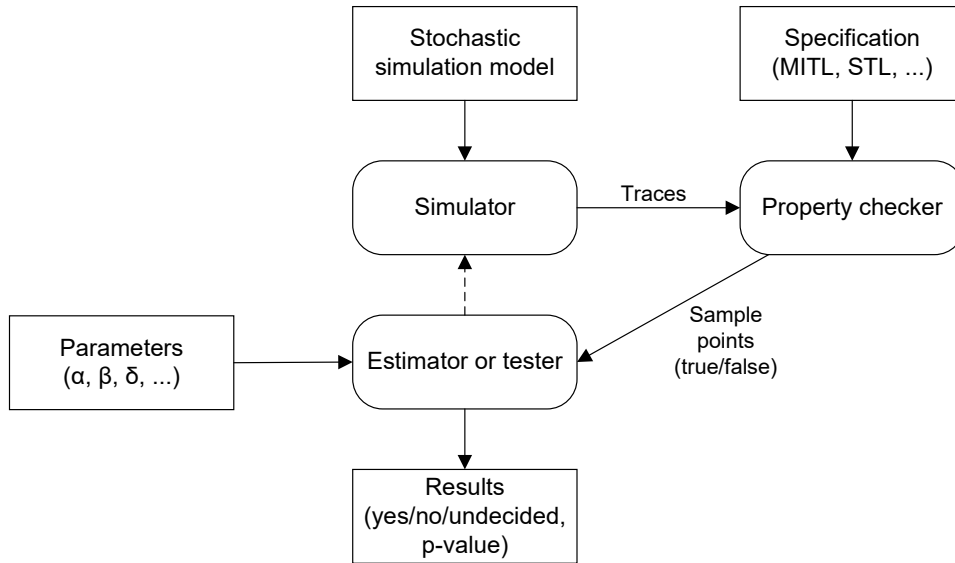 Stochastic
simulation model
Specification
(MITL, STL, ...)
Simulator
Traces
Property checker
Sample
points
(true/false)
Parameters
(α, β, δ, ...)
Estimator or tester
Results
(yes/no/undecided,
p-value)